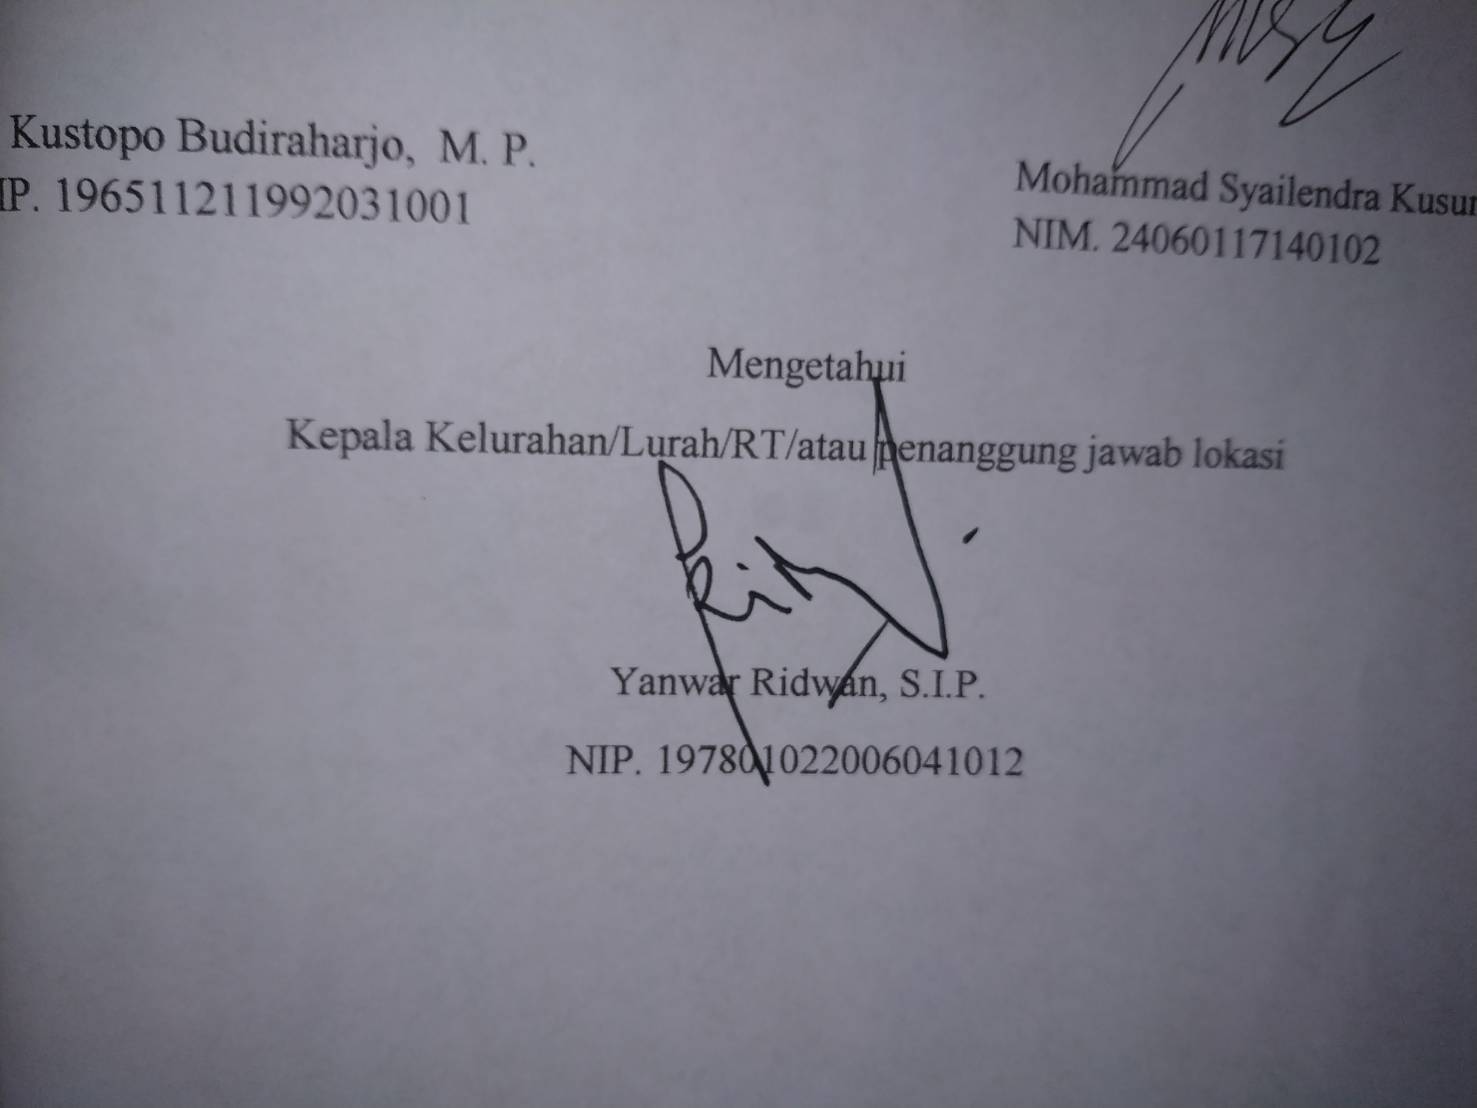 Kustopo Budiraharjo, M. P.
IP. 196511211992031001
Mohammad Syailendra Kusu
NIM. 24060117140102
Mengetahui
Kepala Kelurahan/Lurah/RT/atau penanggung jawab lokasi
Yanwar Ridwan, S.I.P.
NIP. 197801022006041012